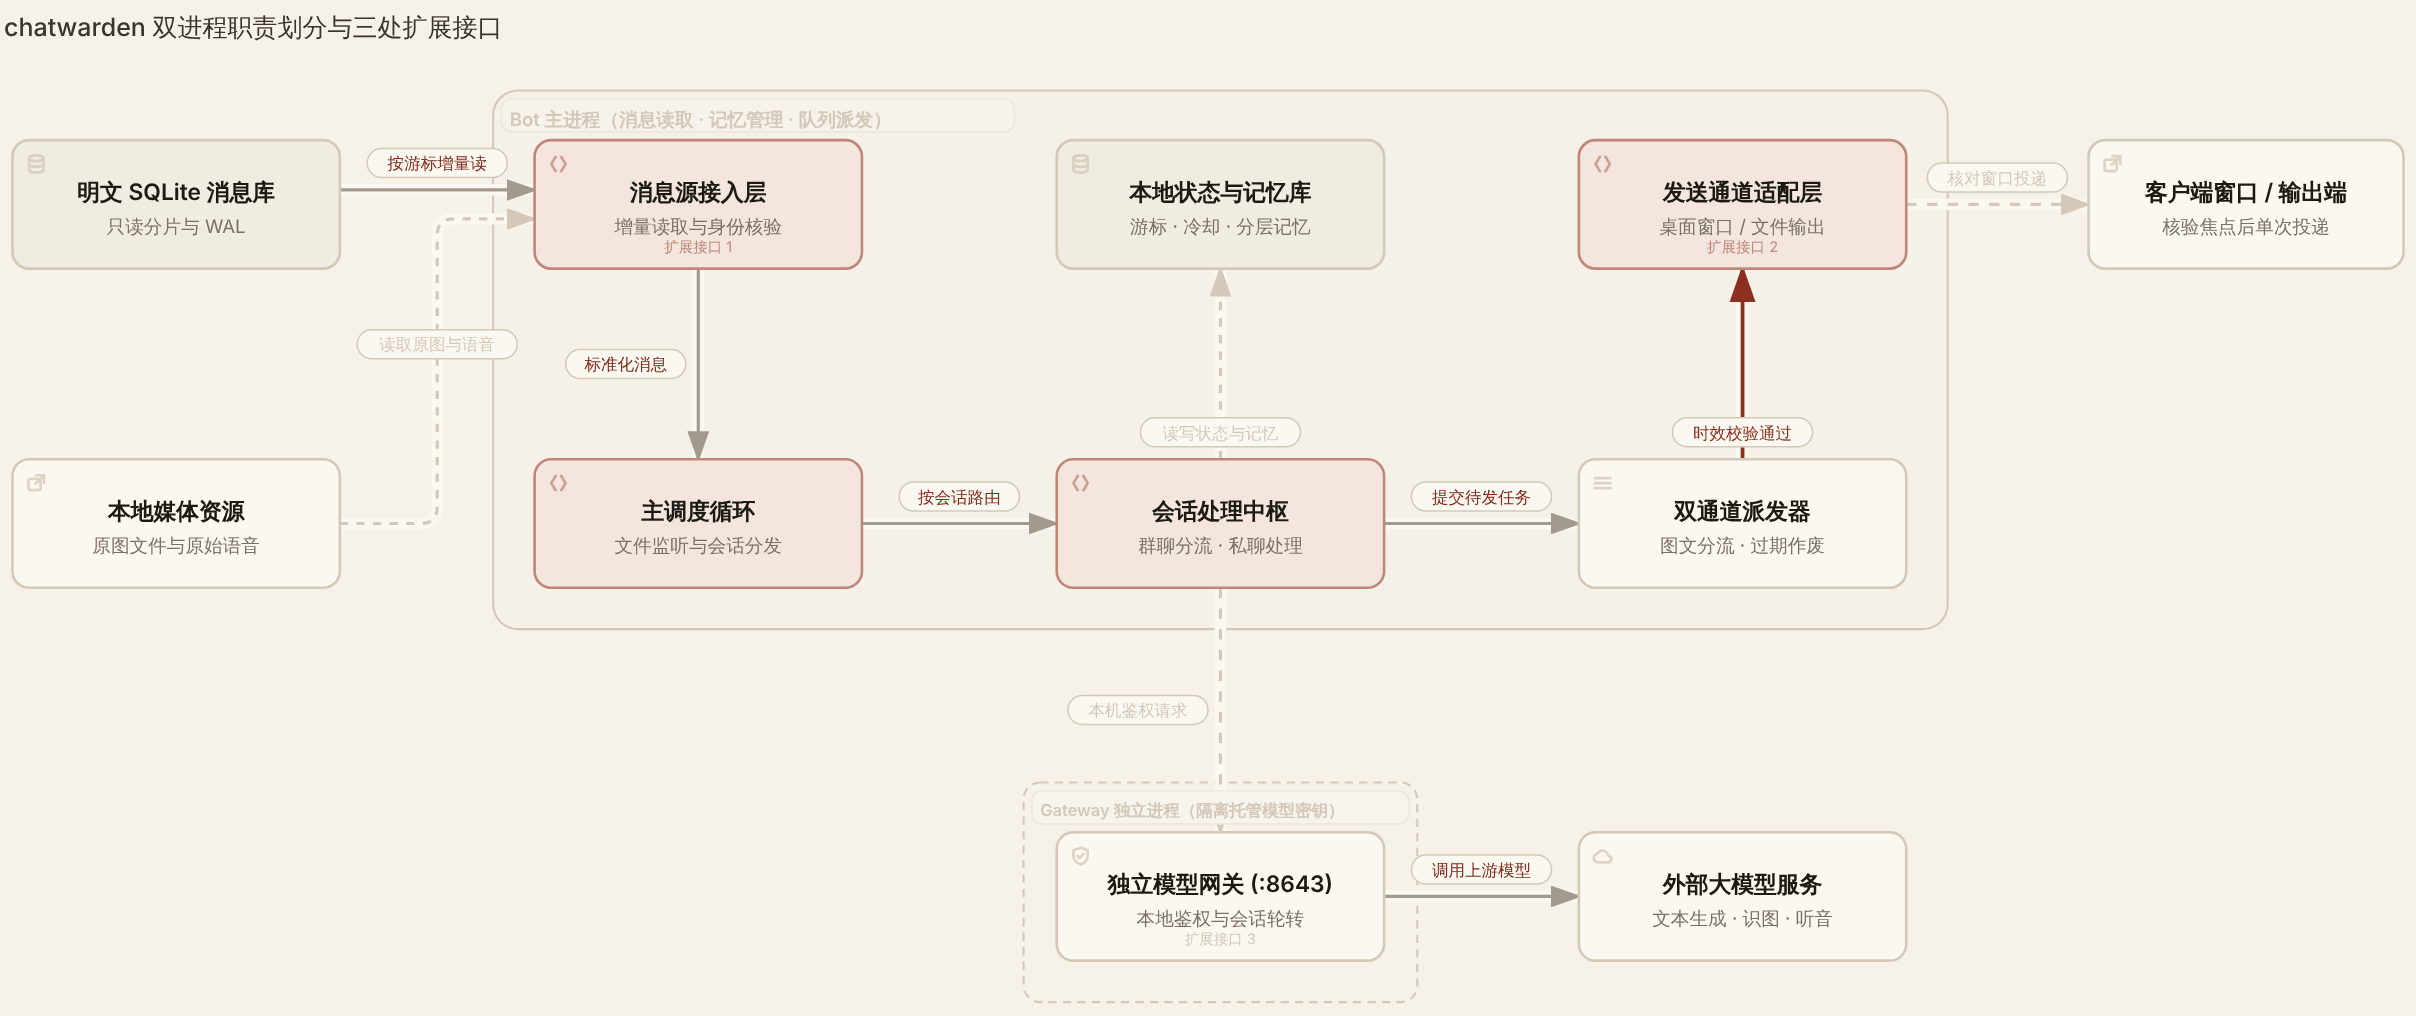 chatwarden 双进程职责划分与三处扩展接口
Bot 主进程（消息读取 · 记忆管理 · 队列派发）
明文 SQLite 消息库
只读分片与 WAL
按游标增量读
消息源接入层
增量读取与身份核验
扩展接口 1
本地状态与记忆库
游标 · 冷却 · 分层记忆
发送通道适配层
桌面窗口 / 文件输出
扩展接口 2
核对窗口投递
客户端窗口 / 输出端
核验焦点后单次投递
读取原图与语音
标准化消息
读写状态与记忆
时效校验通过
本地媒体资源
原图文件与原始语音
主调度循环
文件监听与会话分发
按会话路由
会话处理中枢
群聊分流 · 私聊处理
提交待发任务
双通道派发器
图文分流 · 过期作废
本机鉴权请求
Gateway 独立进程（隔离托管模型密钥）
独立模型网关 (:8643)
本地鉴权与会话轮转
扩展接口 3
调用上游模型
外部大模型服务
文本生成 · 识图 · 听音